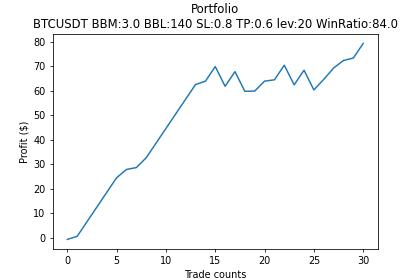 Portfolio
BTCUSDT BBM:3.0 BBL:140 SL:0.8 TP:0.6 lev:20 WinRatio:84.0
80
70
60
50
40
30
20
10
0
Profit ($)
0 5 10 15 20 25 30
Trade counts